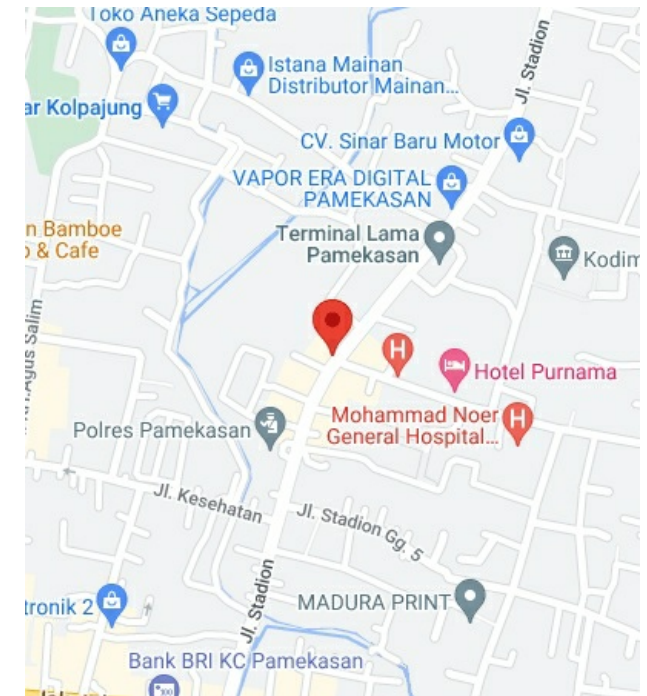 Toko Aneka Sepeda
Istana Mainan
Distributor Mainan...
Jl. Stadion
ar Kolpajung
CV. Sinar Baru Motor
VAPOR ERA DIGITAL
PAMEKASAN
n Bamboe
& Cafe
Terminal Lama
Pamekasan
Kodim
Agus Salim
H
Hotel Purnama
Mohammad Noer
General Hospital...
H
Polres Pamekasan
Jl. Kesehatan
Jl. Stadion Gg. 5
tronik 2
Jl. Stadion
MADURA PRINT
Bank BRI KC Pamekasan